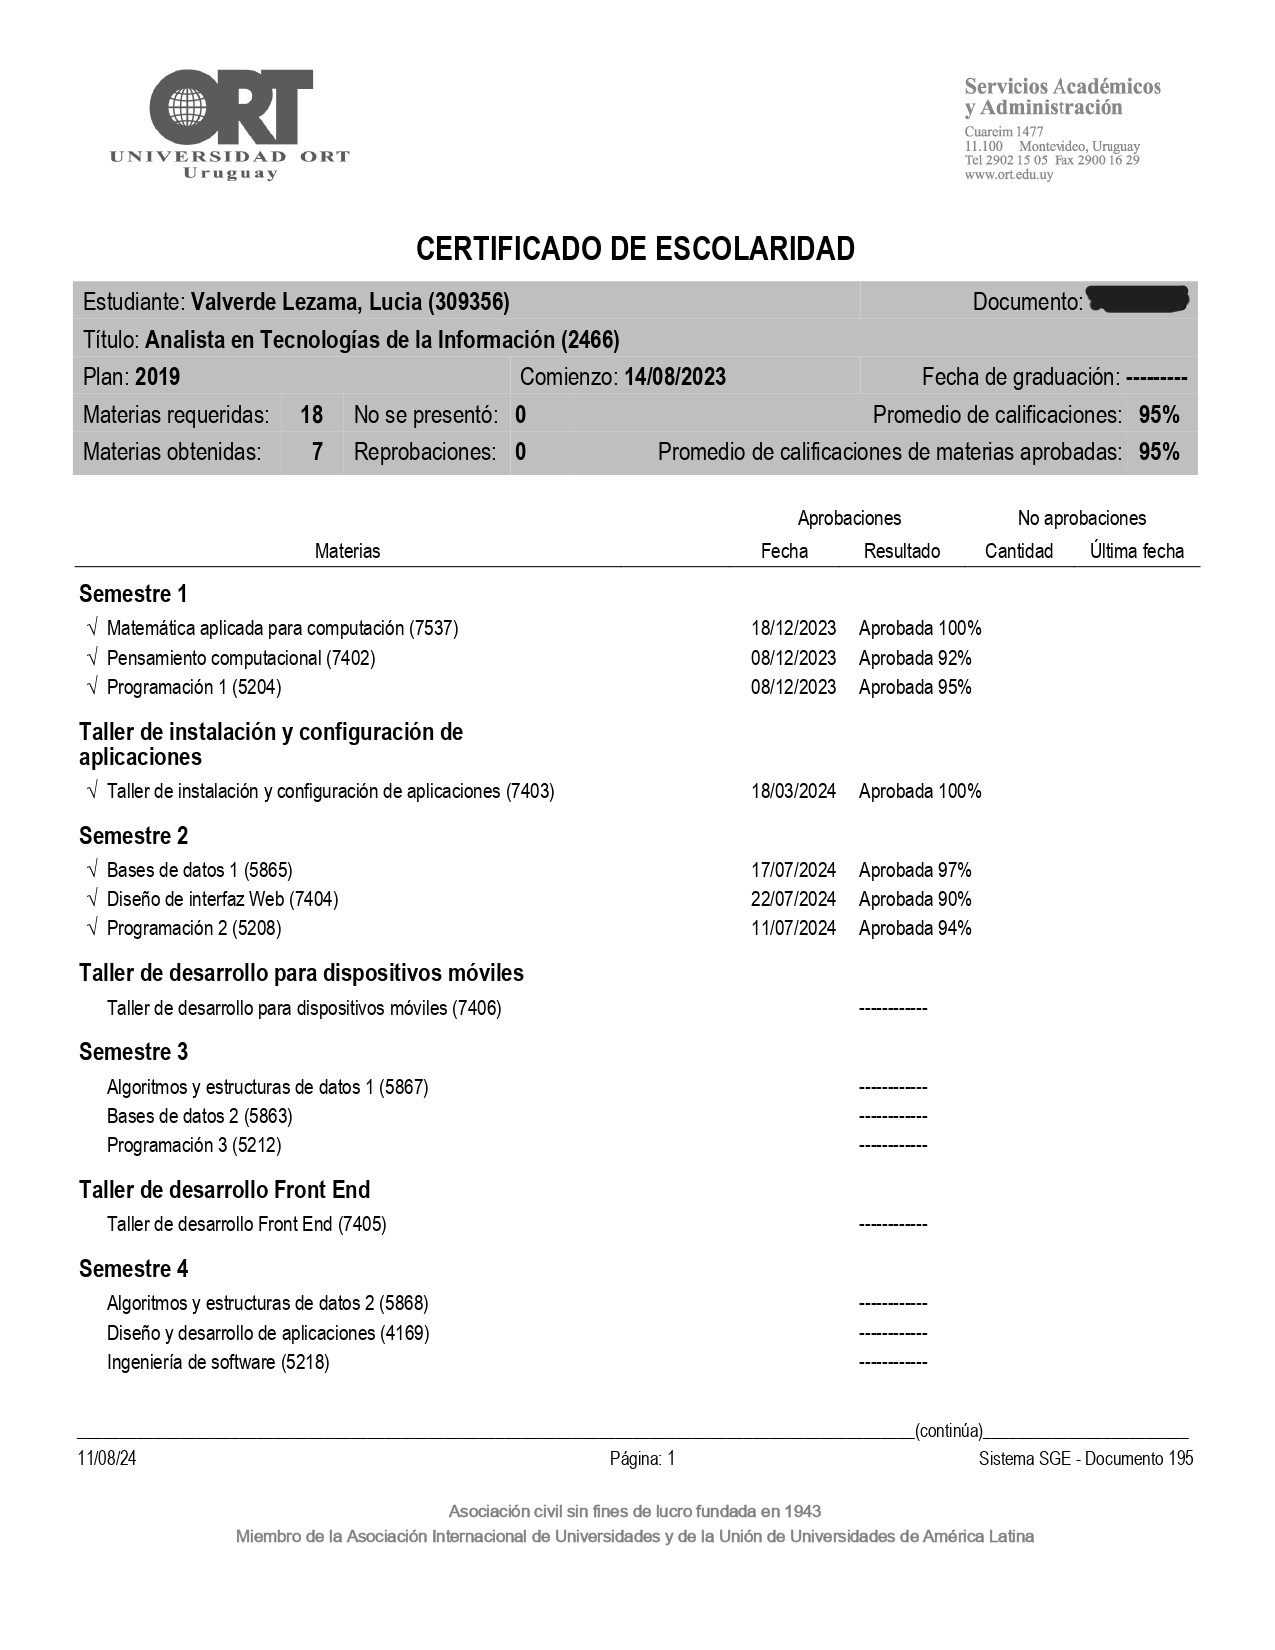 ORT
UNIVERSIDAD ORT
Uruguay
Servicios Académicos
y Administración
Cuareim 1477
11.100 Montevideo, Uruguay
Tel 2902 15 05 Fax 2900 16 29
www.ort.edu.uy
CERTIFICADO DE ESCOLARIDAD
Estudiante: Valverde Lezama, Lucia (309356) Documento:
Título: Analista en Tecnologías de la Información (2466)
Plan: 2019 Comienzo: 14/08/2023 Fecha de graduación: ---------
Materias requeridas: 18 No se presentó: 0 Promedio de calificaciones: 95%
Materias obtenidas: 7 Reprobaciones: 0 Promedio de calificaciones de materias aprobadas: 95%
Aprobaciones No aprobaciones
Materias Fecha Resultado Cantidad Última fecha
Semestre 1
√ Matemática aplicada para computación (7537) 18/12/2023 Aprobada 100%
√ Pensamiento computacional (7402) 08/12/2023 Aprobada 92%
√ Programación 1 (5204) 08/12/2023 Aprobada 95%
Taller de instalación y configuración de
aplicaciones
√ Taller de instalación y configuración de aplicaciones (7403) 18/03/2024 Aprobada 100%
Semestre 2
√ Bases de datos 1 (5865) 17/07/2024 Aprobada 97%
√ Diseño de interfaz Web (7404) 22/07/2024 Aprobada 90%
√ Programación 2 (5208) 11/07/2024 Aprobada 94%
Taller de desarrollo para dispositivos móviles
Taller de desarrollo para dispositivos móviles (7406) ------------
Semestre 3
Algoritmos y estructuras de datos 1 (5867) ------------
Bases de datos 2 (5863) ------------
Programación 3 (5212) ------------
Taller de desarrollo Front End
Taller de desarrollo Front End (7405) ------------
Semestre 4
Algoritmos y estructuras de datos 2 (5868) ------------
Diseño y desarrollo de aplicaciones (4169) ------------
Ingeniería de software (5218) ------------
(continúa)
11/08/24 Página: 1 Sistema SGE - Documento 195
Asociación civil sin fines de lucro fundada en 1943
Miembro de la Asociación Internacional de Universidades y de la Unión de Universidades de América Latina